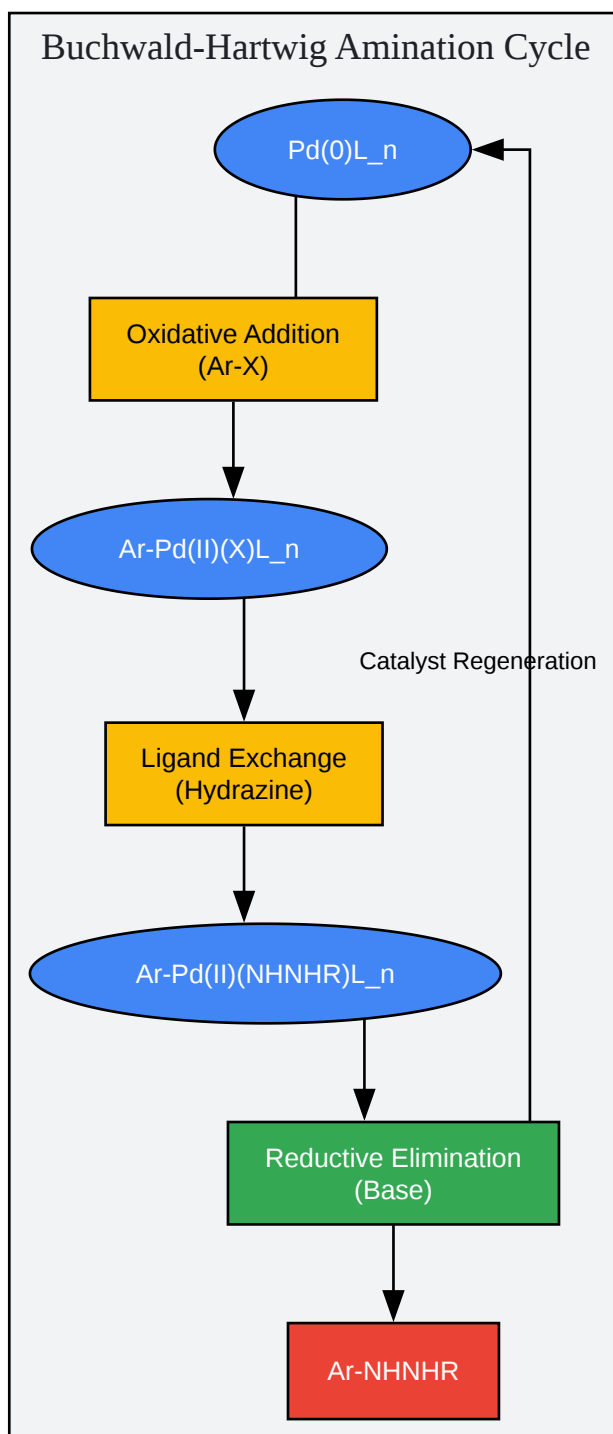 Buchwald-Hartwig Amination Cycle
Pd(0)L_n
Oxidative Addition
(Ar-X)
Ar-Pd(II)(X)L_n
Catalyst Regeneration
Ligand Exchange
(Hydrazine)
Ar-Pd(II)(NHNHR)L_n
Reductive Elimination
(Base)
Ar-NHNHR